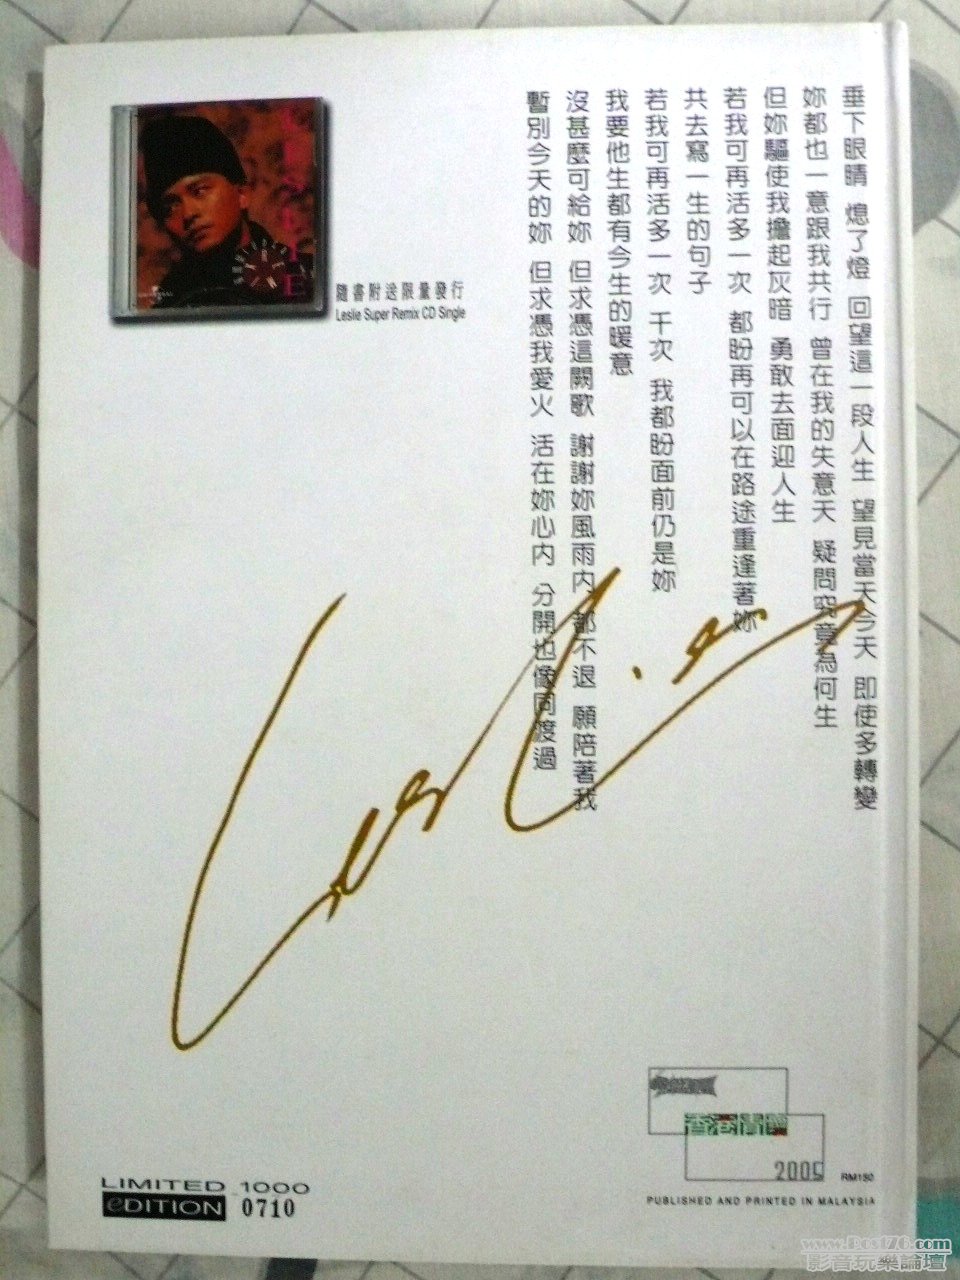 垂下眼睛 熄了燈 回望這一段人生 望見當天今天 即使多轉變
妳都也一意跟我共行 曾在我的失意天 疑問究竟為何生
但妳驅使我擔起灰暗 勇敢去面迎人生
若我可再活多一次 都盼再可以在路途重逢著妳
共去寫一生的句子
若我可再活多一次 千次 我都盼面前仍是妳
我要他生都有今生的暖意
沒甚麼可給妳 但求憑這闕歌 謝謝妳風雨內 都不退 願陪著我
暫別今天的妳 但求憑我愛火 活在妳心內 分開也像同渡過
隨書附送限量發行
Leslie Super Remix CD Single
LIMITED 1000
eDITION 0710
2005
RM150
PUBLISHED AND PRINTED IN MALAYSIA
www.Post76.com
影音玩樂論壇